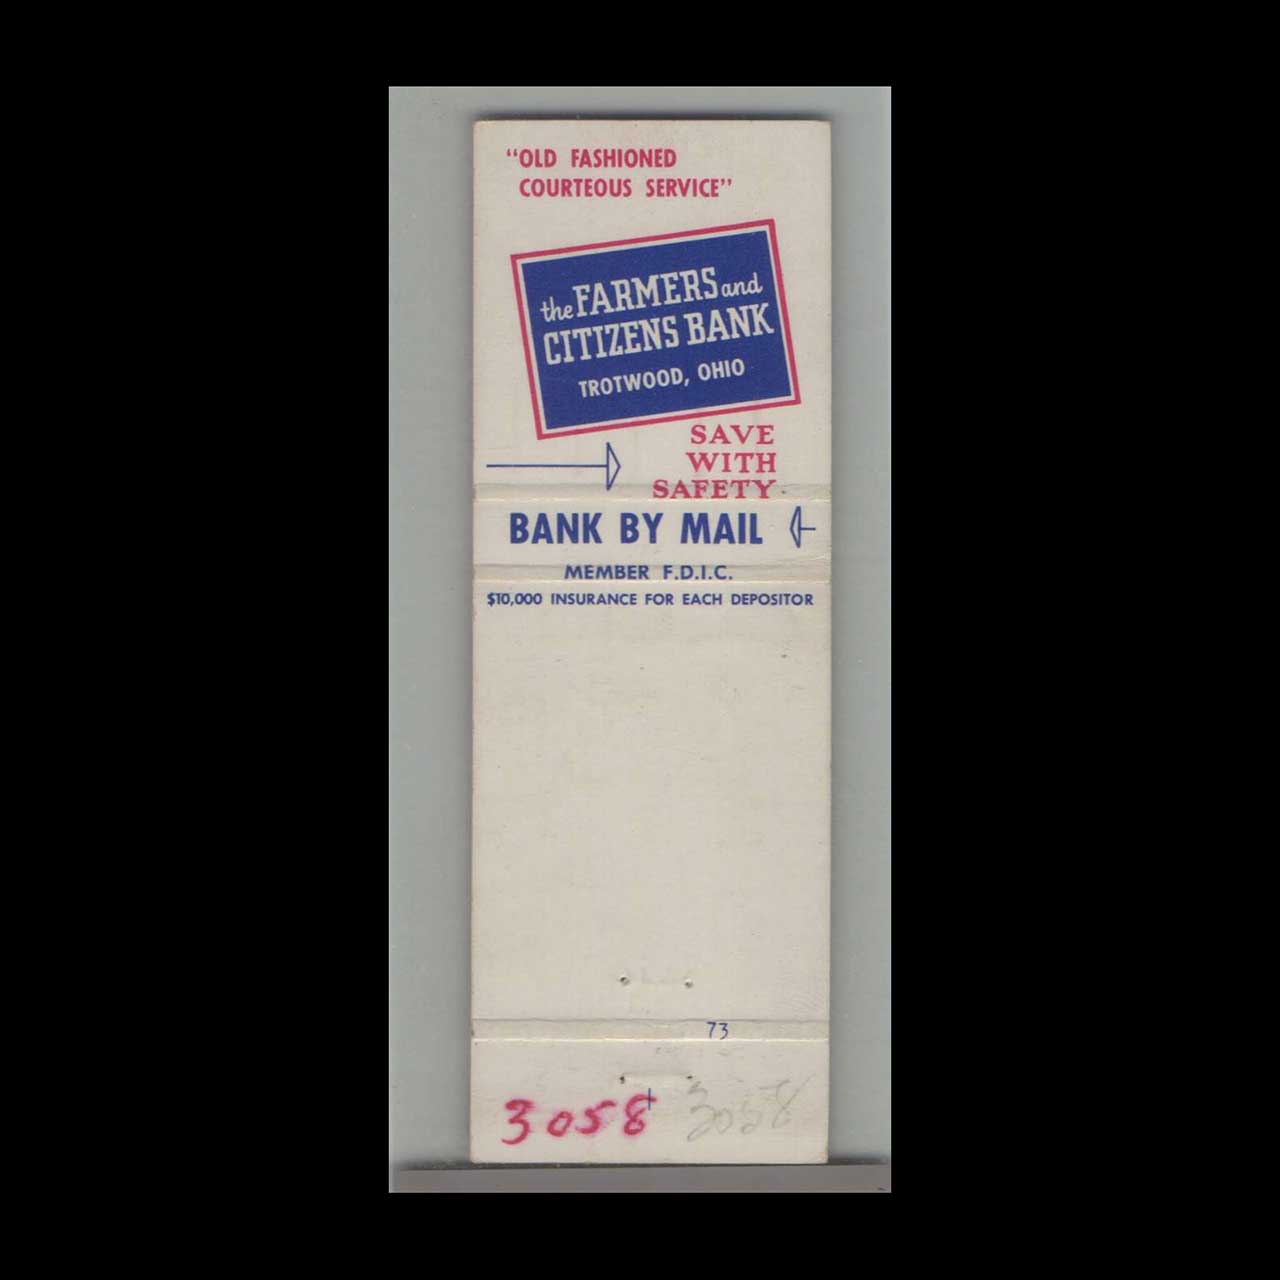 “OLD FASHIONED
COURTEOUS SERVICE”
the FARMERS and
CITIZENS BANK
TROTWOOD, OHIO
SAVE
WITH
SAFETY
BANK BY MAIL
MEMBER F.D.I.C.
$10,000 INSURANCE FOR EACH DEPOSITOR
73
3058 3058